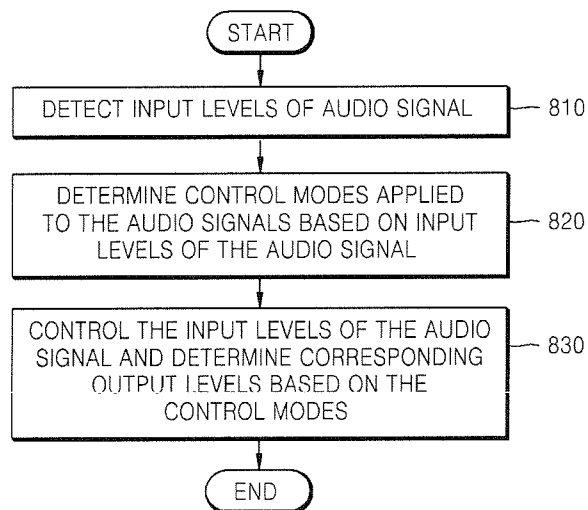 START
DETECT INPUT LEVELS OF AUDIO SIGNAL
810
DETERMINE CONTROL MODES APPLIED
TO THE AUDIO SIGNALS BASED ON INPUT
LEVELS OF THE AUDIO SIGNAL
820
CONTROL THE INPUT LEVELS OF THE AUDIO
SIGNAL AND DETERMINE CORRESPONDING
OUTPUT LEVELS BASED ON THE
CONTROL MODES
830
END